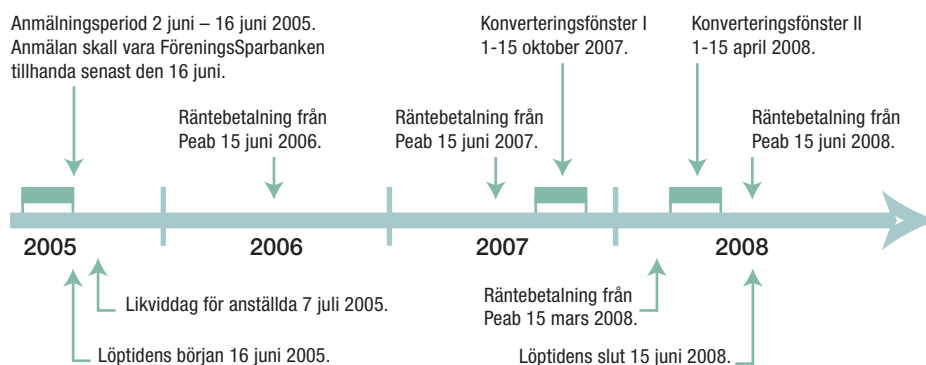 Anmälningsperiod 2 juni – 16 juni 2005.
Anmälan skall vara FöreningsSparbanken
tillhanda senast den 16 juni.
Konverteringsfönster I
1-15 oktober 2007.
Konverteringsfönster II
1-15 april 2008.
Räntebetalning från
Peab 15 juni 2006.
Räntebetalning från
Peab 15 juni 2007.
Räntebetalning från
Peab 15 juni 2008.
2005
2006
2007
2008
Likviddag för anställda 7 juli 2005.
Räntebetalning från
Peab 15 mars 2008.
Löptidens början 16 juni 2005.
Löptidens slut 15 juni 2008.